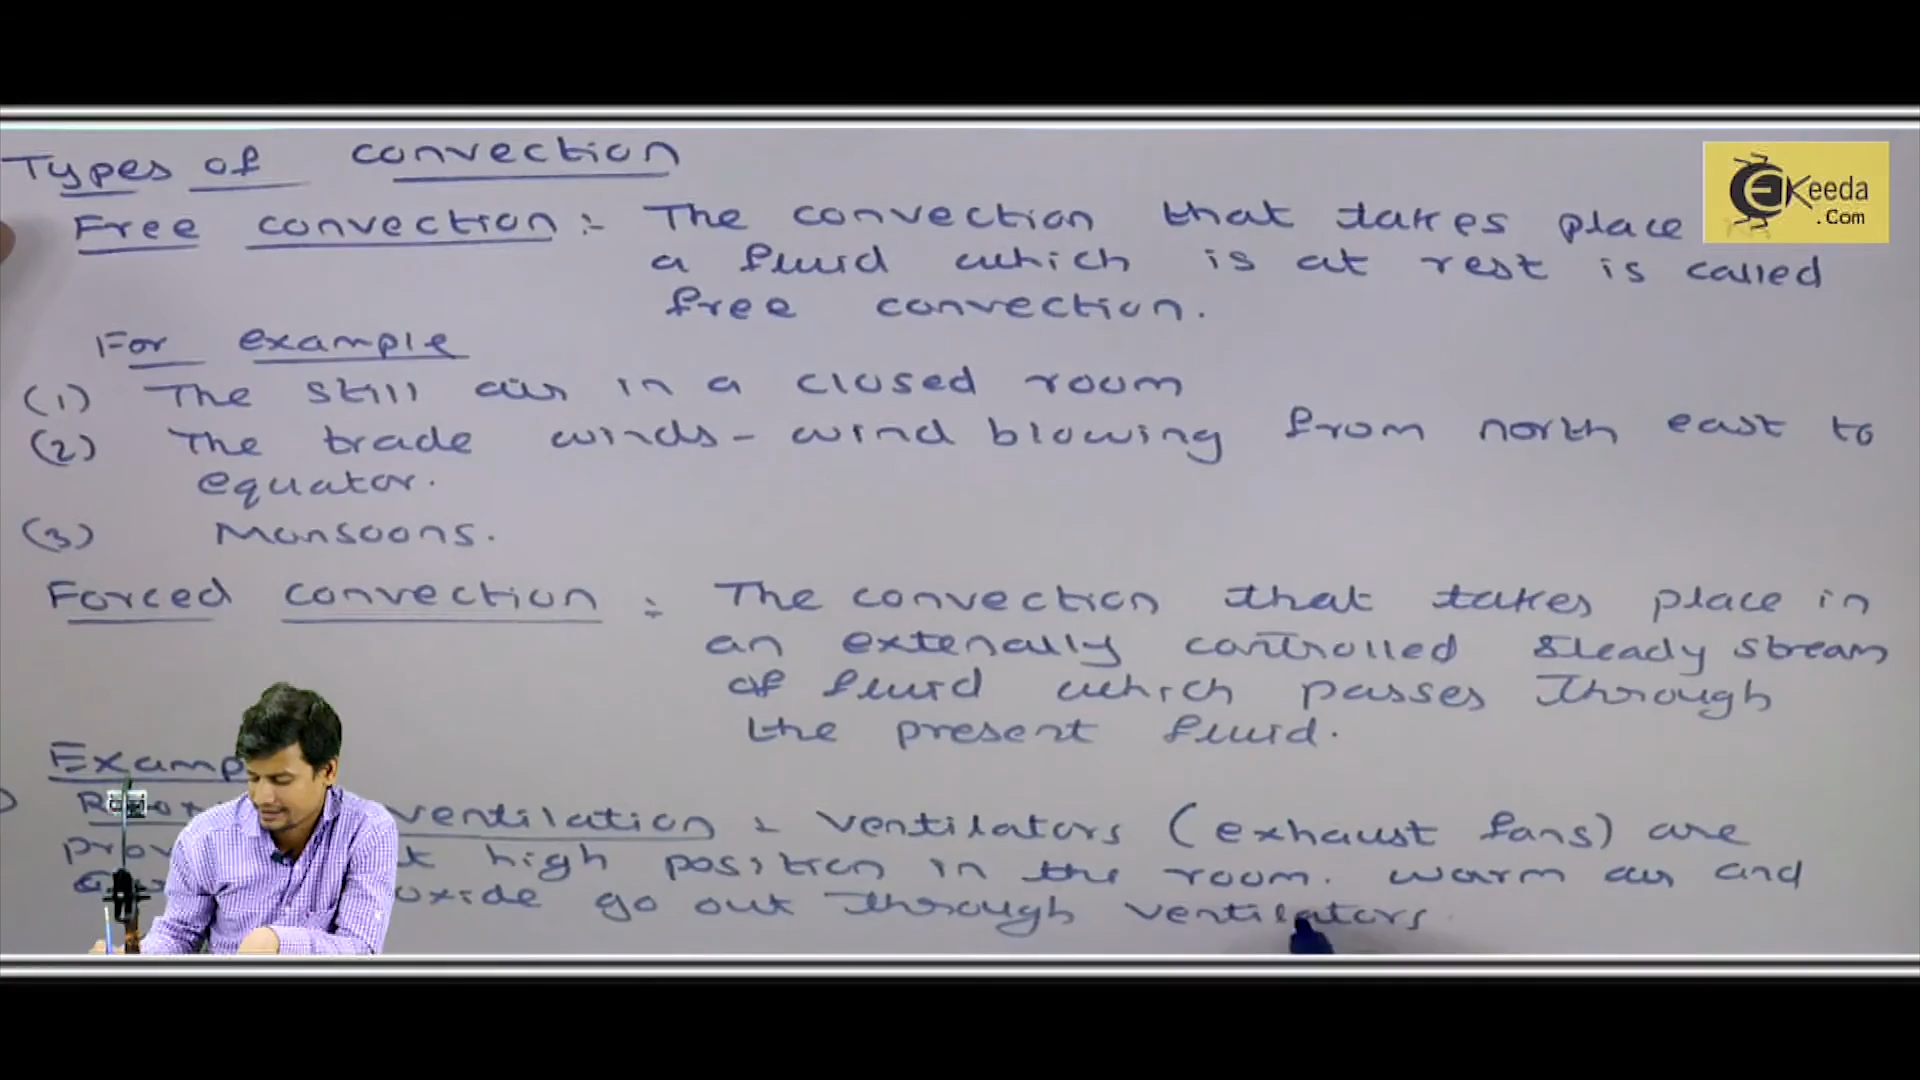 Types of convection
Free convection :- The convection that takes place
a fluid which is at rest is called
free convection.
For example
(1) The still air in a closed room
(2) The trade winds - wind blowing from north east to
equator.
(3) Monsoons.
Forced convection :- The convection that takes place in
an extenally controlled steady stream
of fluid which passes through
the present fluid.
Examp
ventilation :- ventilators (exhaust fans) are
high position in the room. warm air and
oxide go out through ventilators.
EKeeda
.Com